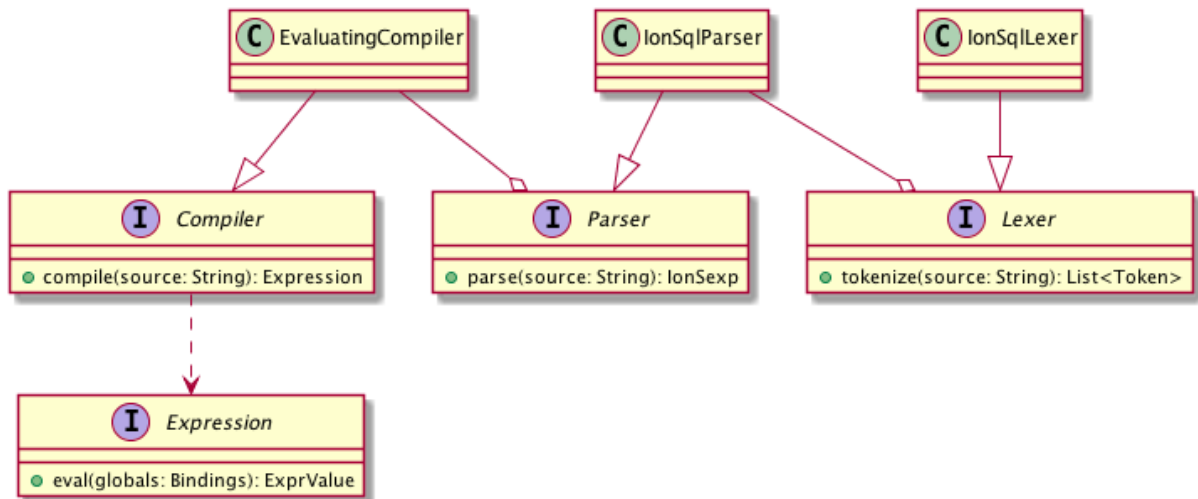 C EvaluatingCompiler
C IonSqlParser
C IonSqlLexer
I Compiler
compile(source: String): Expression
I Parser
parse(source: String): IonSexp
I Lexer
tokenize(source: String): List<Token>
I Expression
eval(globals: Bindings): ExprValue